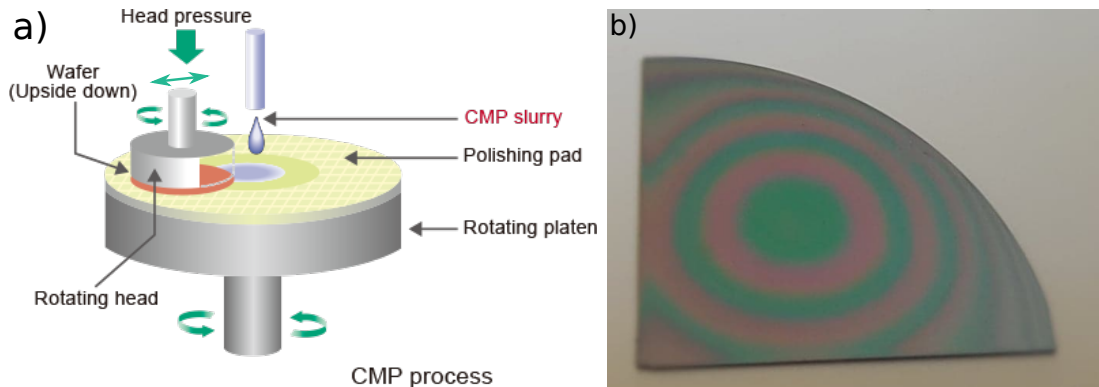 a)
Head pressure
Wafer
(Upside down)
CMP slurry
Polishing pad
Rotating platen
Rotating head
CMP process
b)